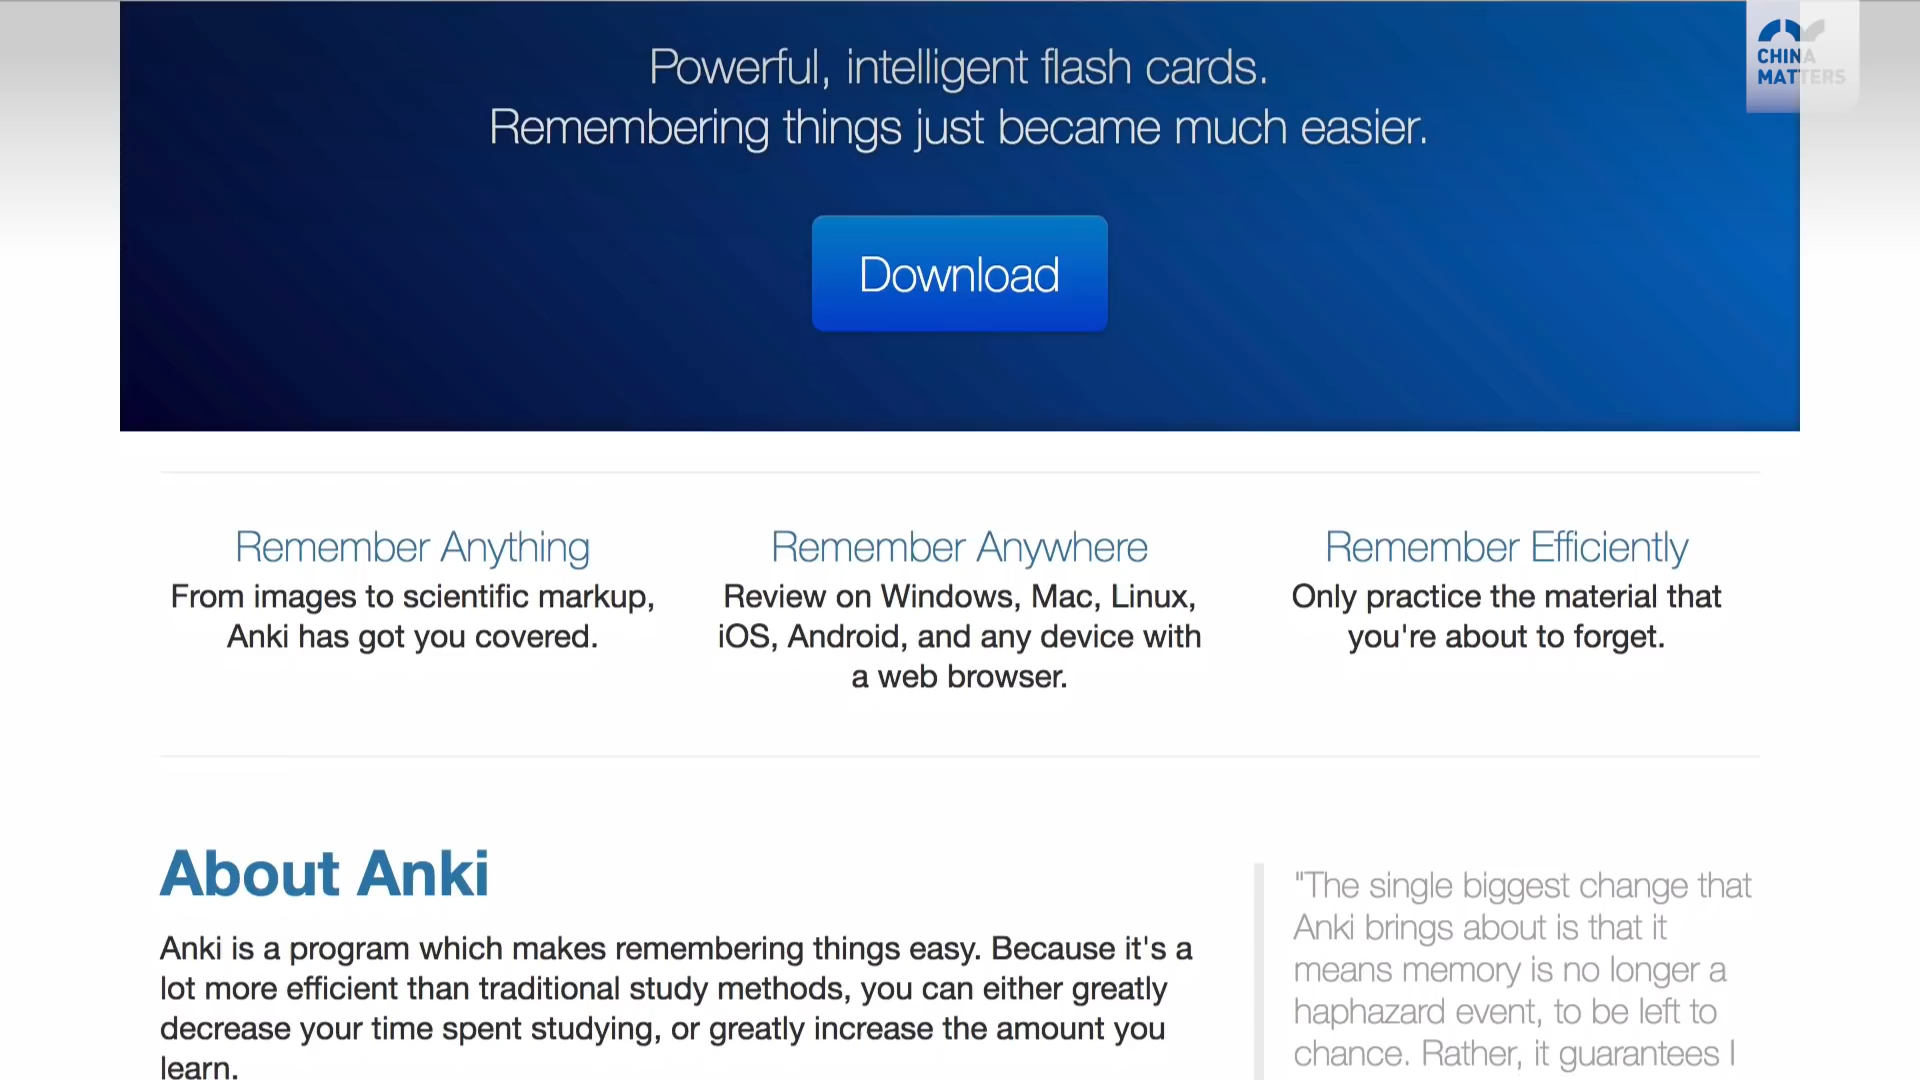 Powerful, intelligent flash cards.
Remembering things just became much easier.
CHINA
MATTERS
Download
Remember Anything
From images to scientific markup,
Anki has got you covered.
Remember Anywhere
Review on Windows, Mac, Linux,
iOS, Android, and any device with
a web browser.
Remember Efficiently
Only practice the material that
you're about to forget.
About Anki
Anki is a program which makes remembering things easy. Because it's a
lot more efficient than traditional study methods, you can either greatly
decrease your time spent studying, or greatly increase the amount you
learn.
"The single biggest change that
Anki brings about is that it
means memory is no longer a
haphazard event, to be left to
chance. Rather, it guarantees I